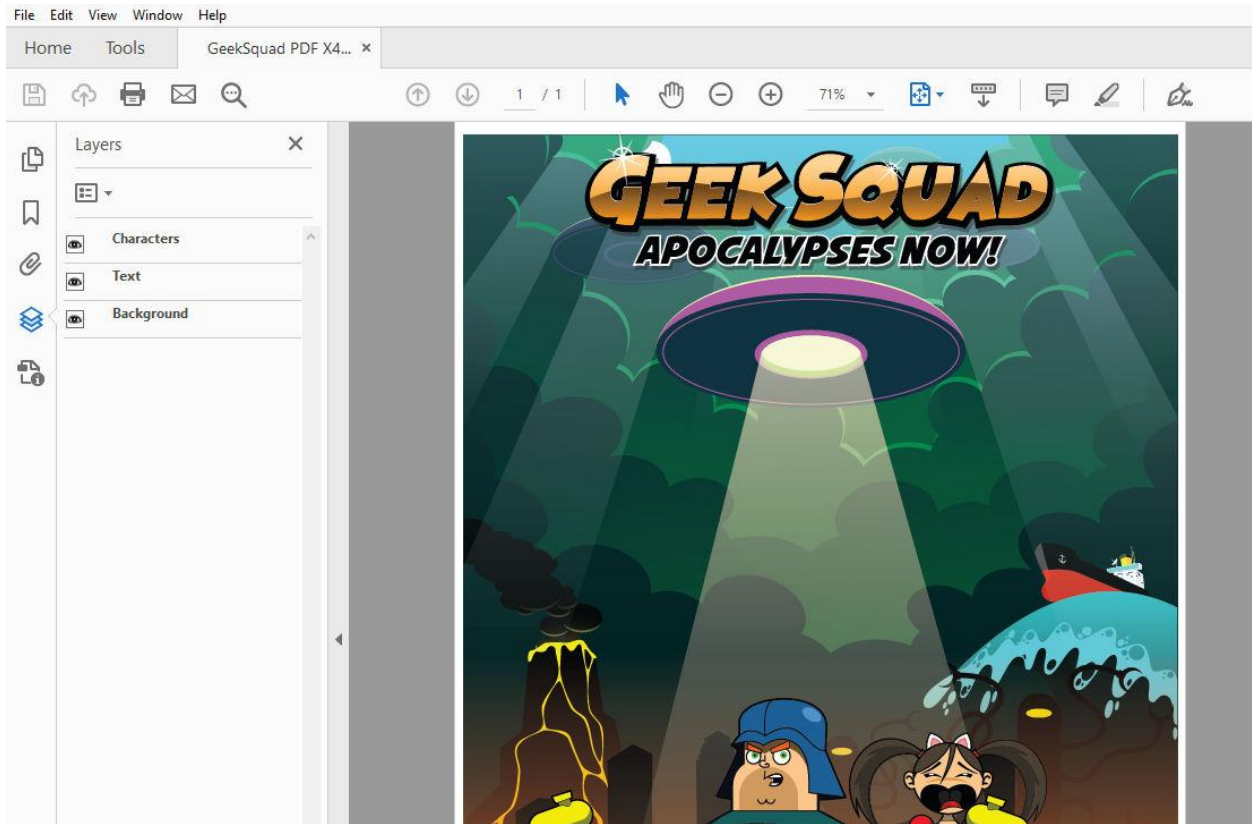 File Edit View Window Help
Home Tools GeekSquad PDF X4... ×
1 / 1 71%
Layers
Characters
Text
Background
GEEK SQUAD
APOCALYPSES NOW!